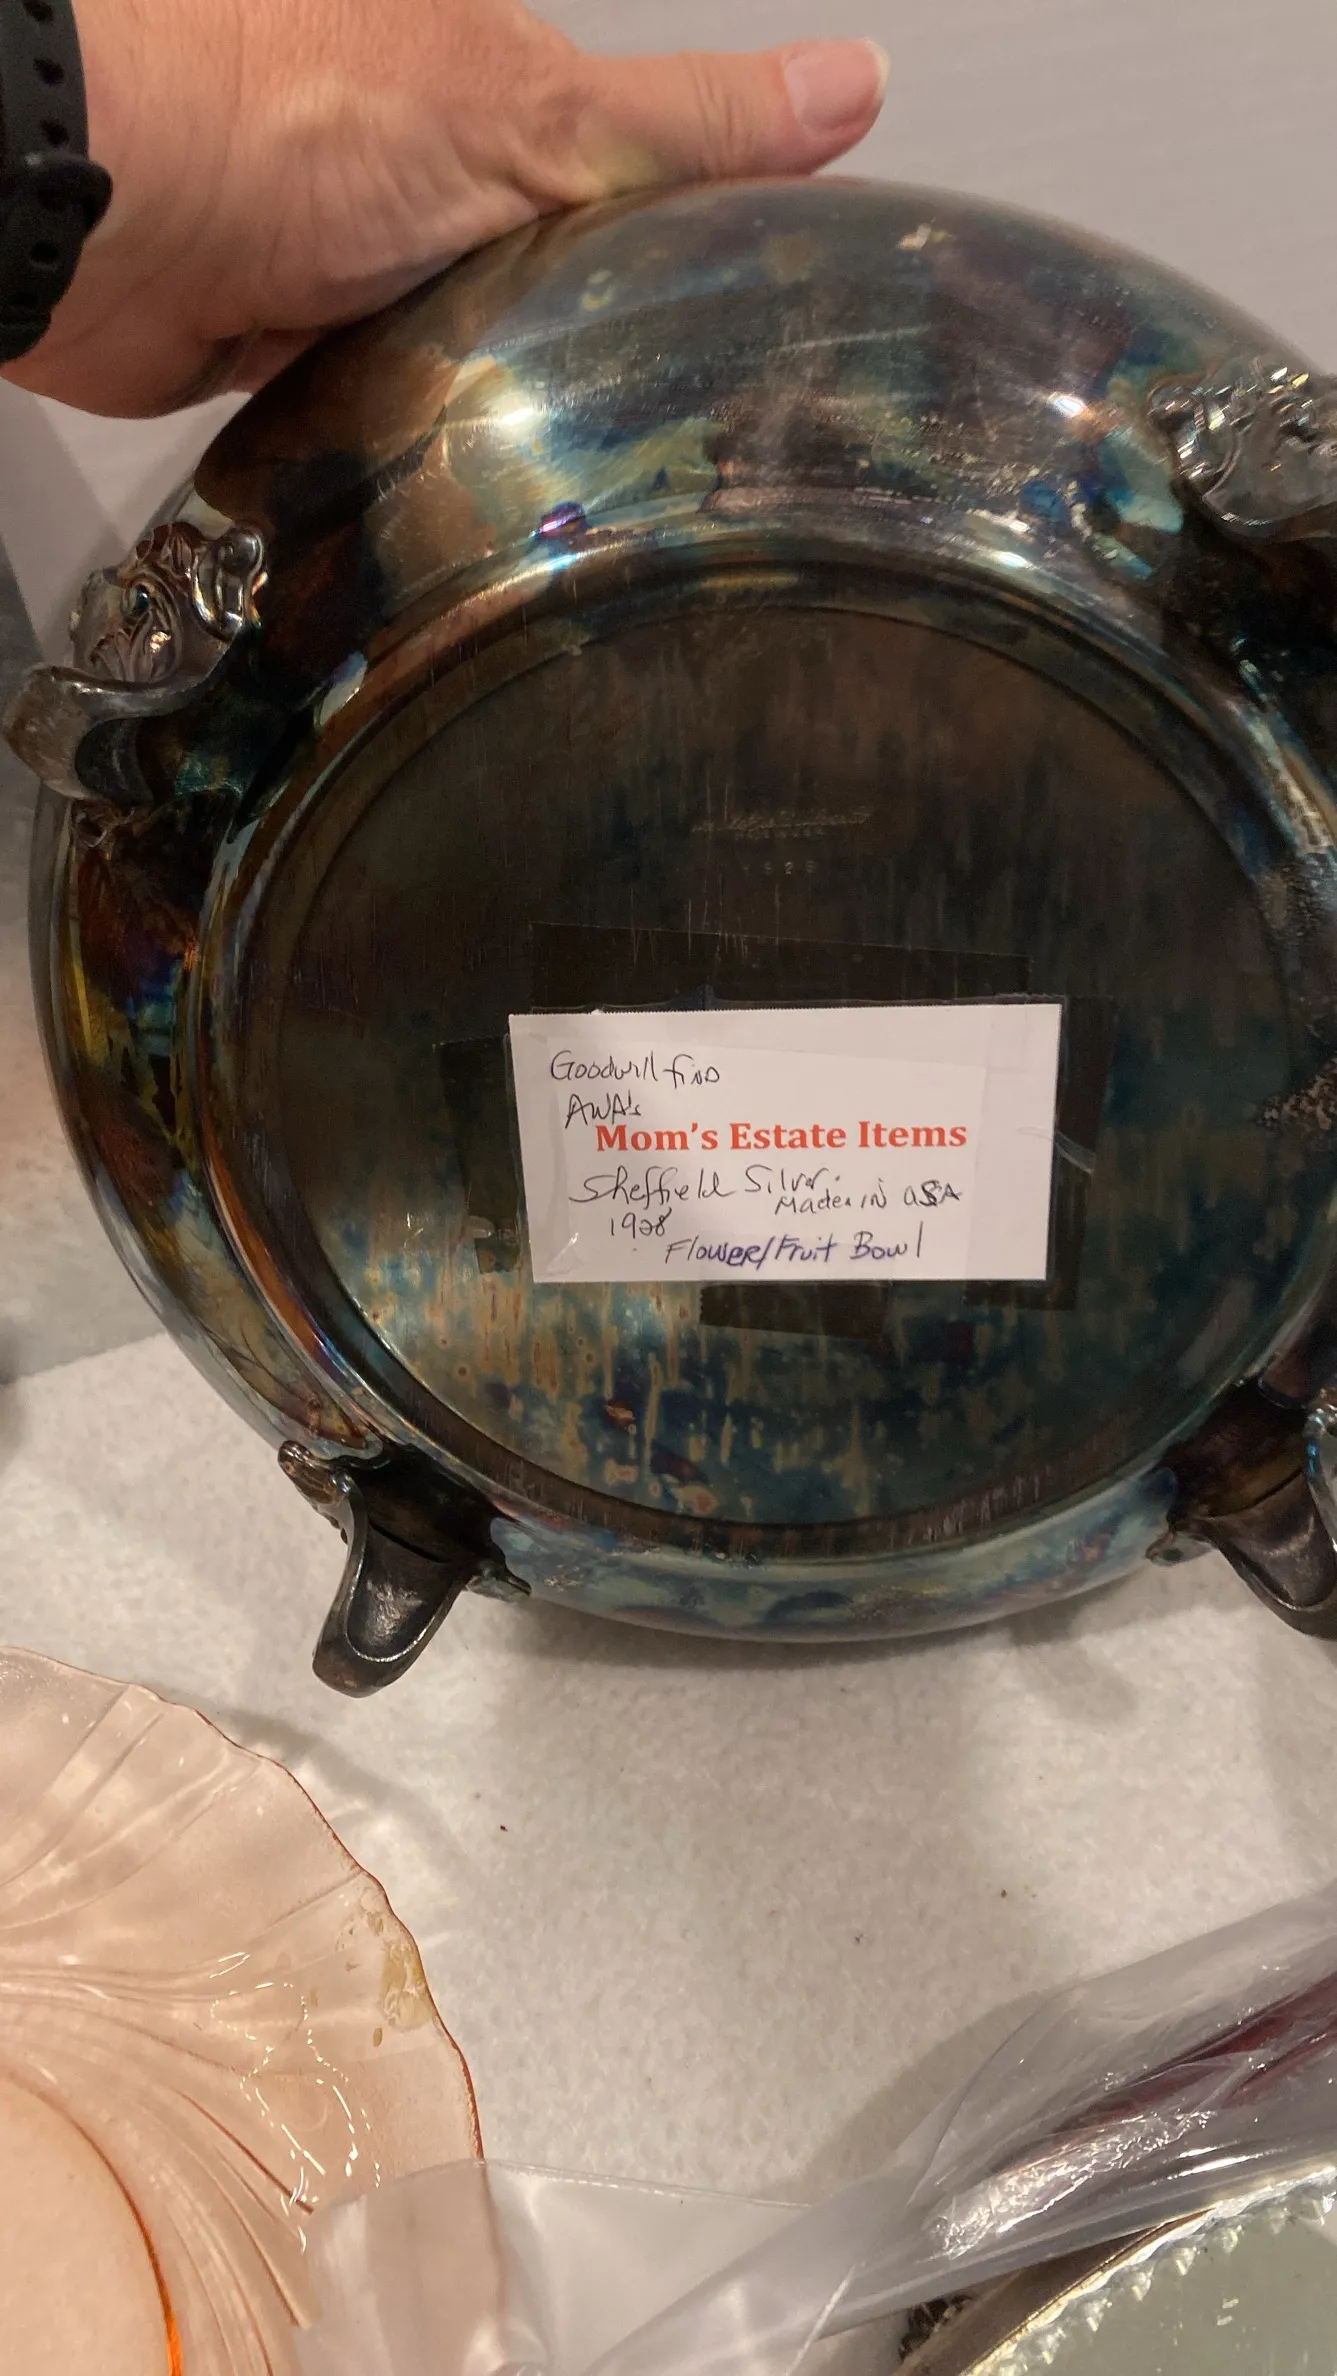 Goodwill find
AWA's
Mom's Estate Items
Sheffield Silver.
Made in USA
1928
Flower/Fruit Bowl